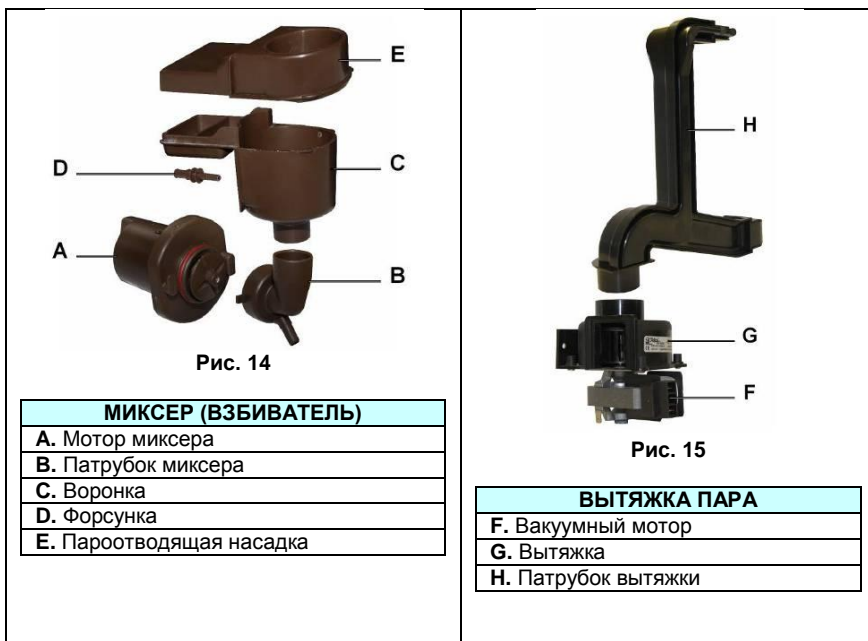 E
D
C
A
B
Рис. 14
МИКСЕР (ВЗБИВАТЕЛЬ)
A. Мотор миксера
B. Патрубок миксера
C. Воронка
D. Форсунка
E. Пароотводящая насадка
H
G
F
Рис. 15
ВЫТЯЖКА ПАРА
F. Вакуумный мотор
G. Вытяжка
H. Патрубок вытяжки